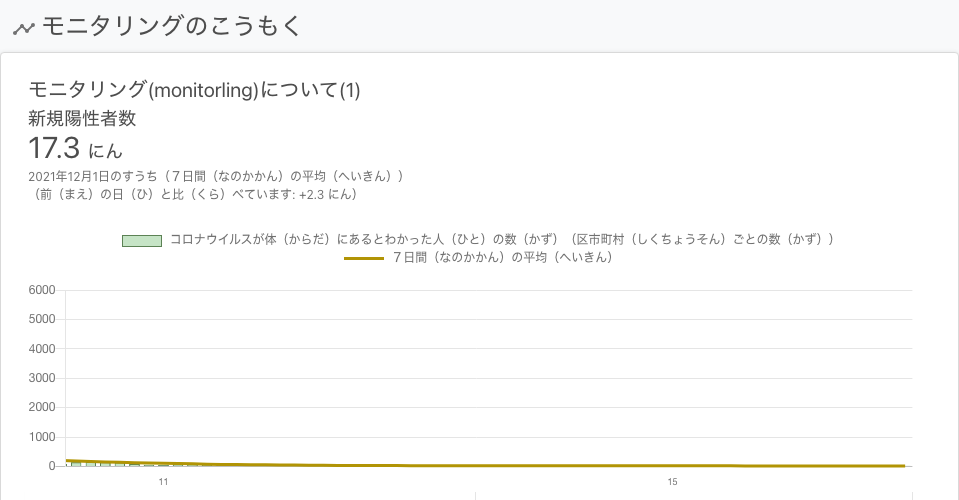 モニタリングのこうもく
モニタリング(monitorling)について(1)
新規陽性者数
17.3 にん
2021年12月1日のすうち（７日間（なのかかん）の平均（へいきん））
（前（まえ）の日（ひ）と比（くら）べています: +2.3 にん）
コロナウイルスが体（からだ）にあるとわかった人（ひと）の数（かず）（区市町村（しくちょうそん）ごとの数（かず））
７日間（なのかかん）の平均（へいきん）
6000
5000
4000
3000
2000
1000
0
11 15